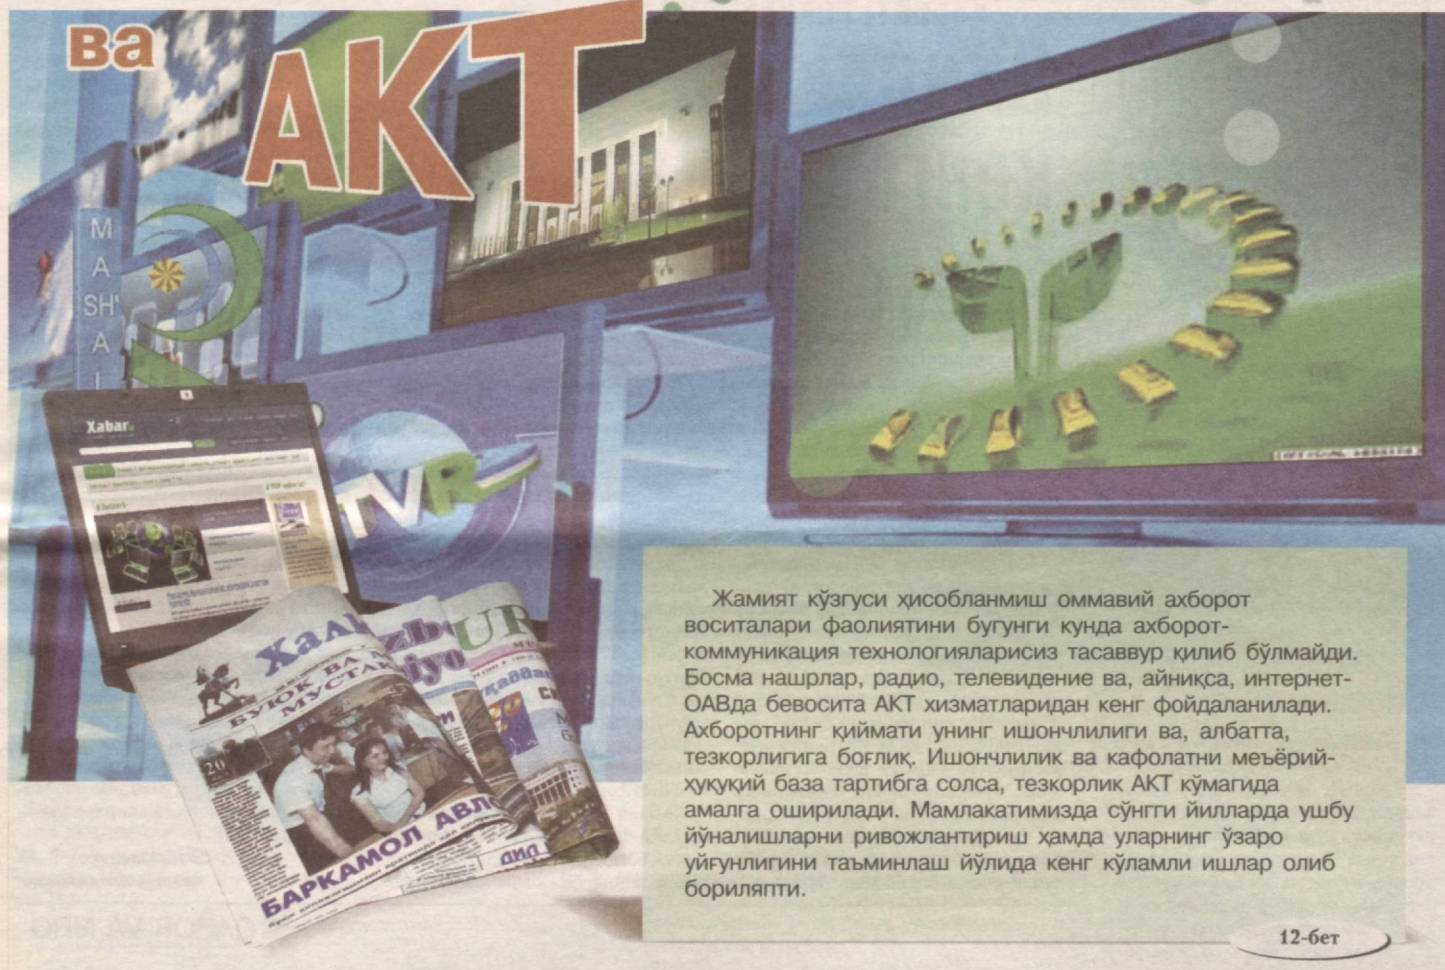 ва
АКТ
M
A
SH'
A
Xabar
TVR
Халқ
БУЮК ВА
МУСТАҚ
20
БАРКАМОЛ АВЛО
UR
ДИД
Жамият кўзгуси ҳисобланмиш оммавий ахборот
воситалари фаолиятини бугунги кунда ахборот-
коммуникация технологияларисиз тасаввур қилиб бўлмайди.
Босма нашрлар, радио, телевидение ва, айниқса, интернет-
ОАВда бевосита АКТ хизматларидан кенг фойдаланилади.
Ахборотнинг қиймати унинг ишончлилиги ва, албатта,
тезкорлигига боғлиқ. Ишончлилик ва кафолатни меъёрий-
ҳуқуқий база тартибга солса, тезкорлик АКТ кўмагида
амалга оширилади. Мамлакатимизда сўнгги йилларда ушбу
йўналишларни ривожлантириш ҳамда уларнинг ўзаро
уйғунлигини таъминлаш йўлида кенг кўламли ишлар олиб
бориляпти.
12-бет